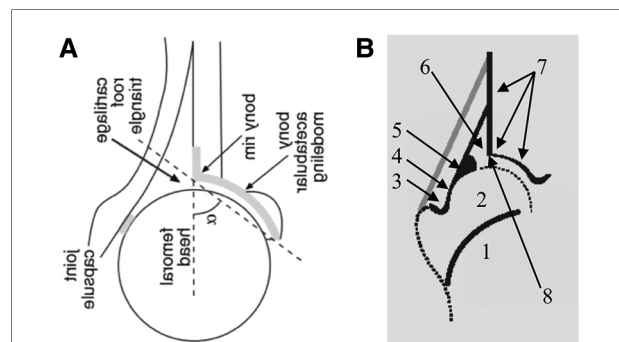 A
cartilage
roof
triangle
bony rim
bony
acetabular
modeling
α
femoral
head
joint
capsule
B
6
7
5
4
3
2
1
8